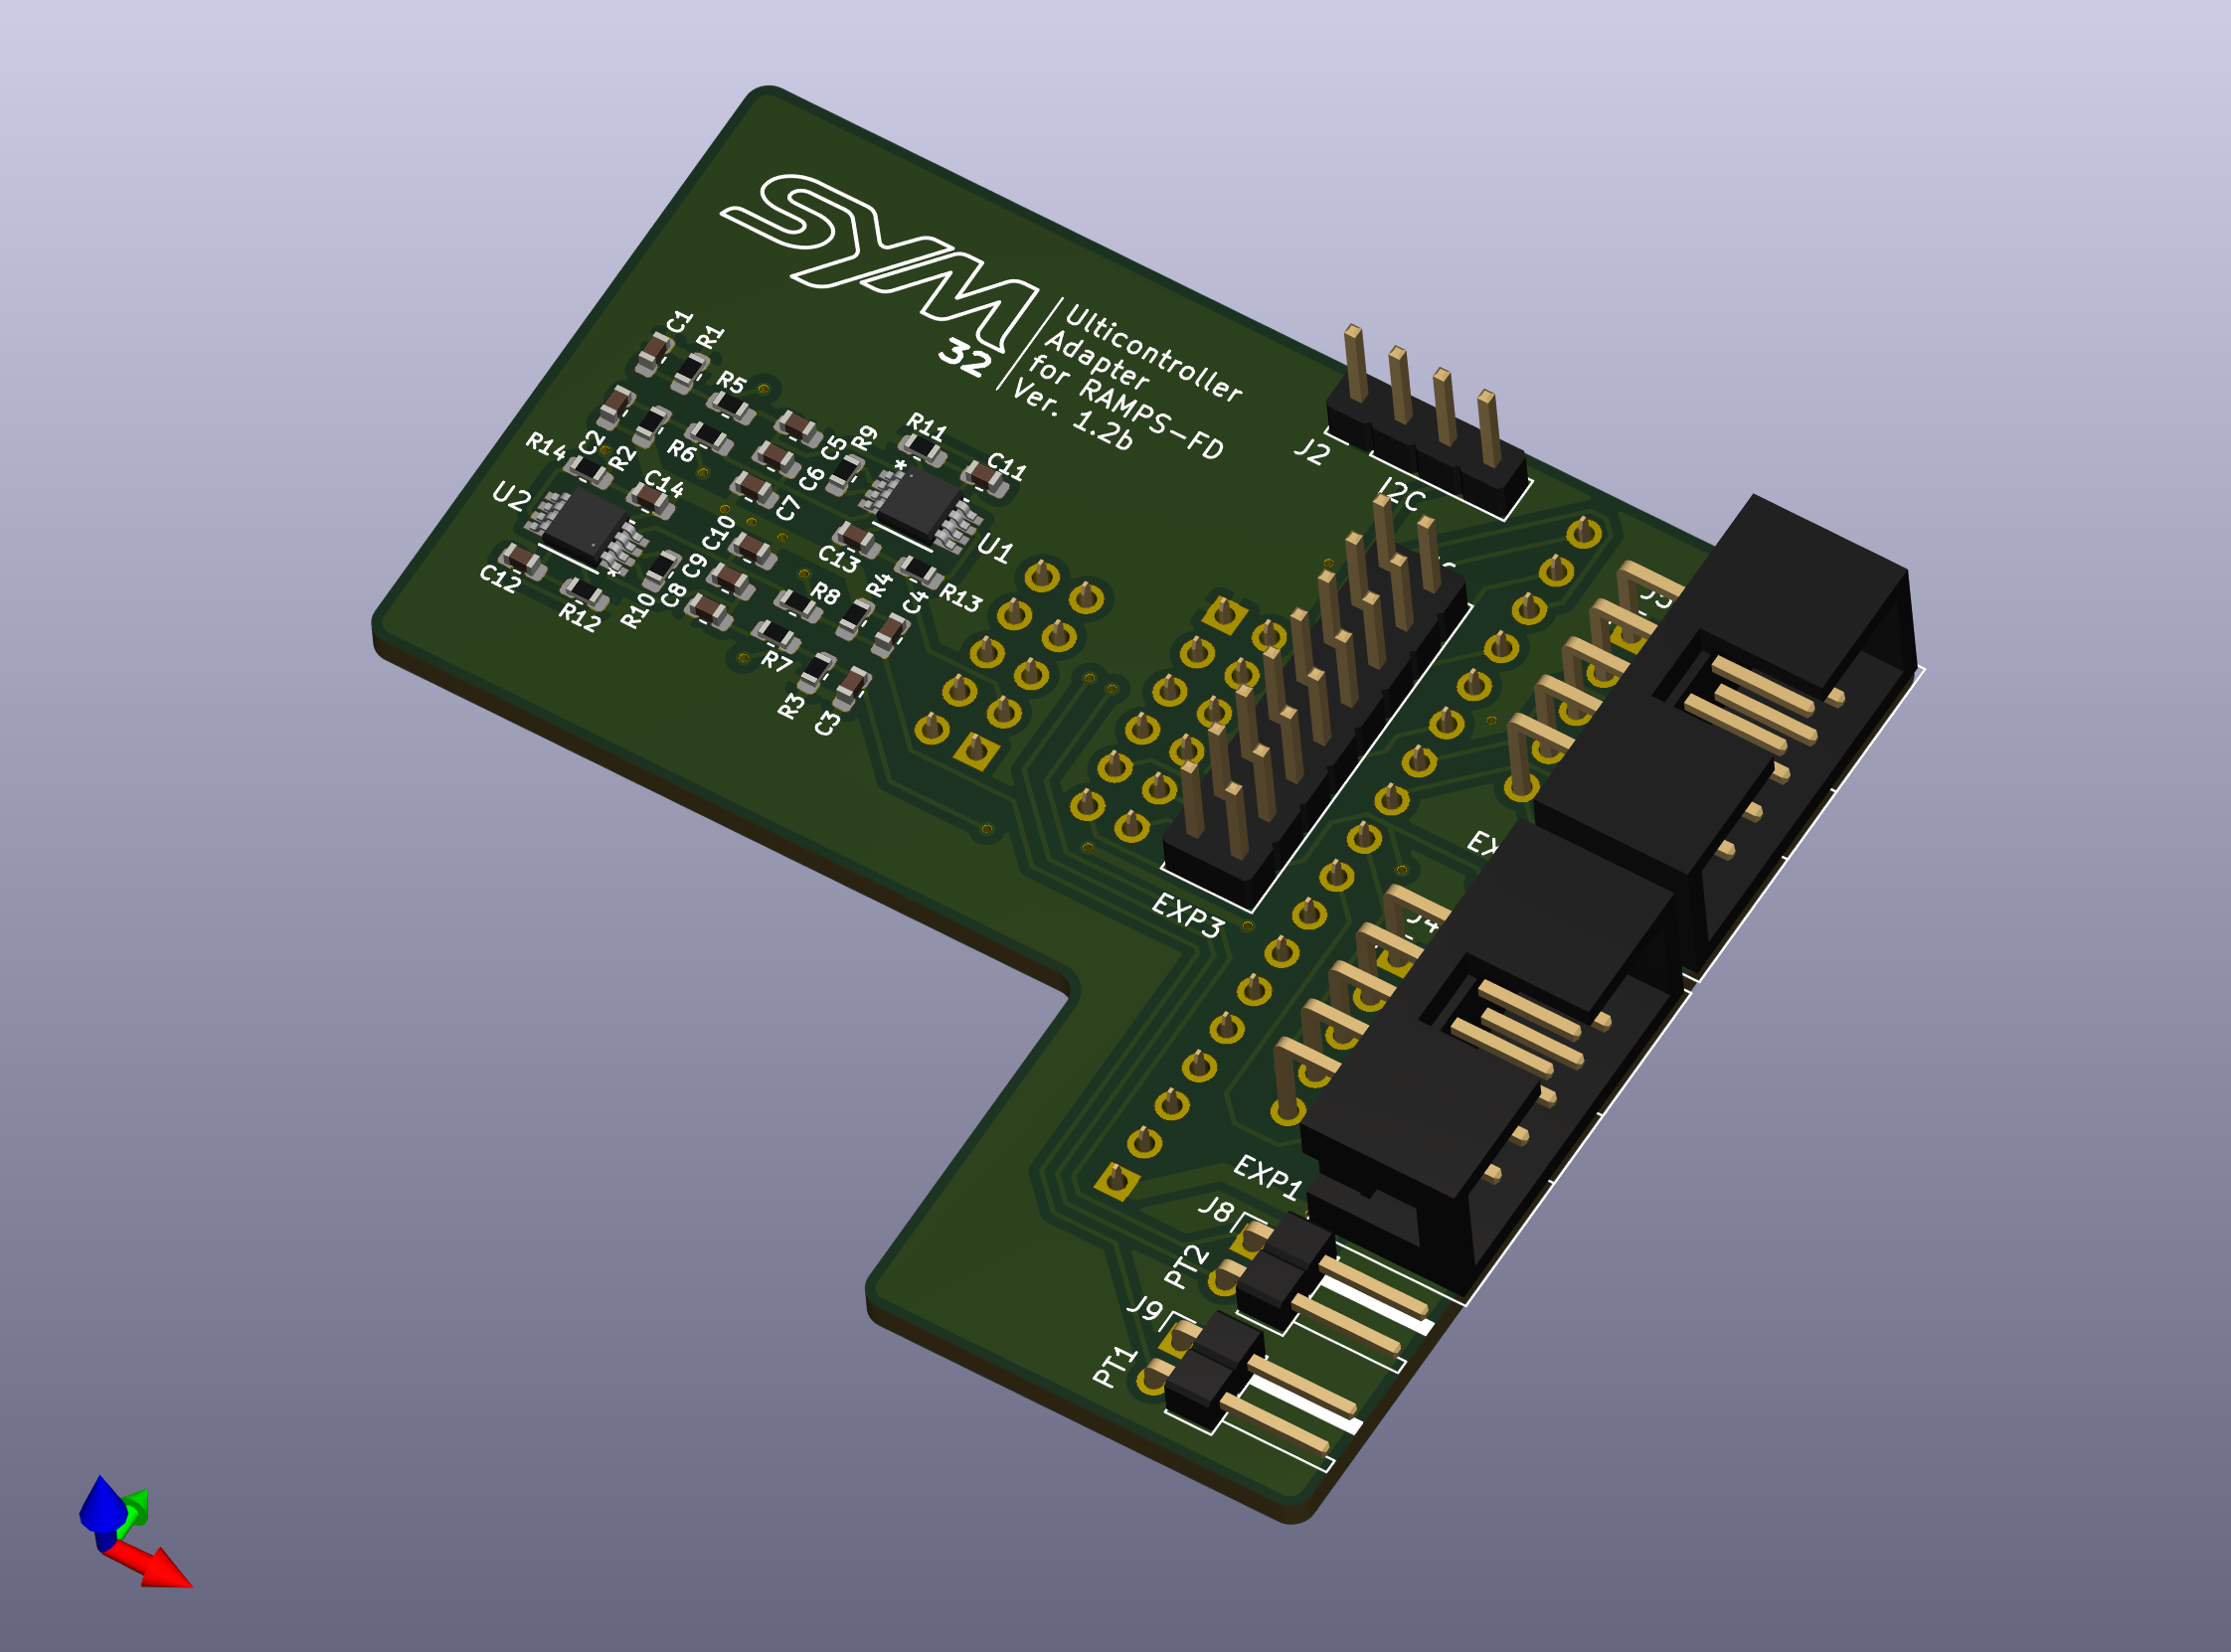 SYM
32
Ulticontroller
Adapter
for RAMPS-FD
Ver. 1.2b
C1
R1
R5
C2
R2
R6
R14
C14
U2
C5
R9
C6
C7
R11
C11
U1
C13
R13
C10
C9
C8
R10
C12
R12
R8
R4
C4
R7
R3
C3
J2
I2C
EXP3
EXP1
J8
PT2
J9
PT1
J4